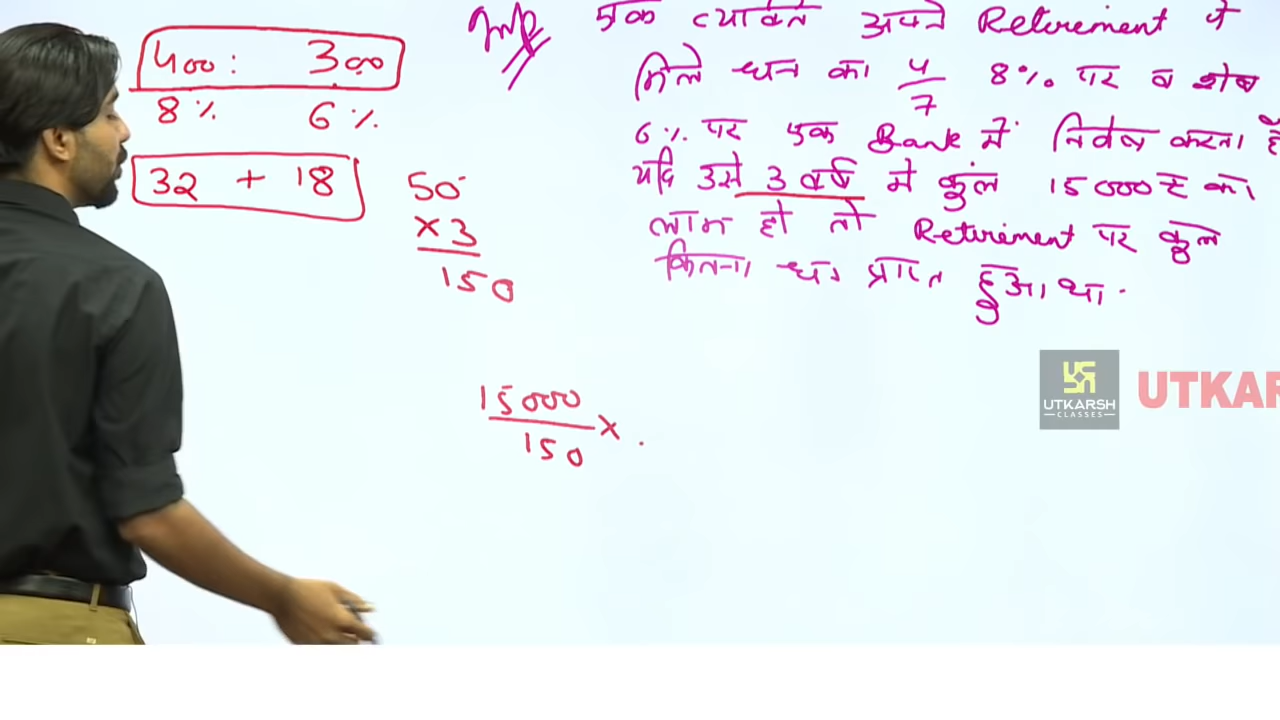 400 : 300
8% 6%
32 + 18
50
×3
150
15000
150 ×
Imp एक व्यक्ति अपने Retirement पे
मिले धन का 4/7 8% पर व शेष
6% पर एक Bank में निवेश करता है
यदि उसे 3 वर्ष मे कुल 15000₹ का
लाभ हो तो Retirement पर कुल
कितना धन प्राप्त हुआ था.
UTKARSH
CLASSES
UTKAR